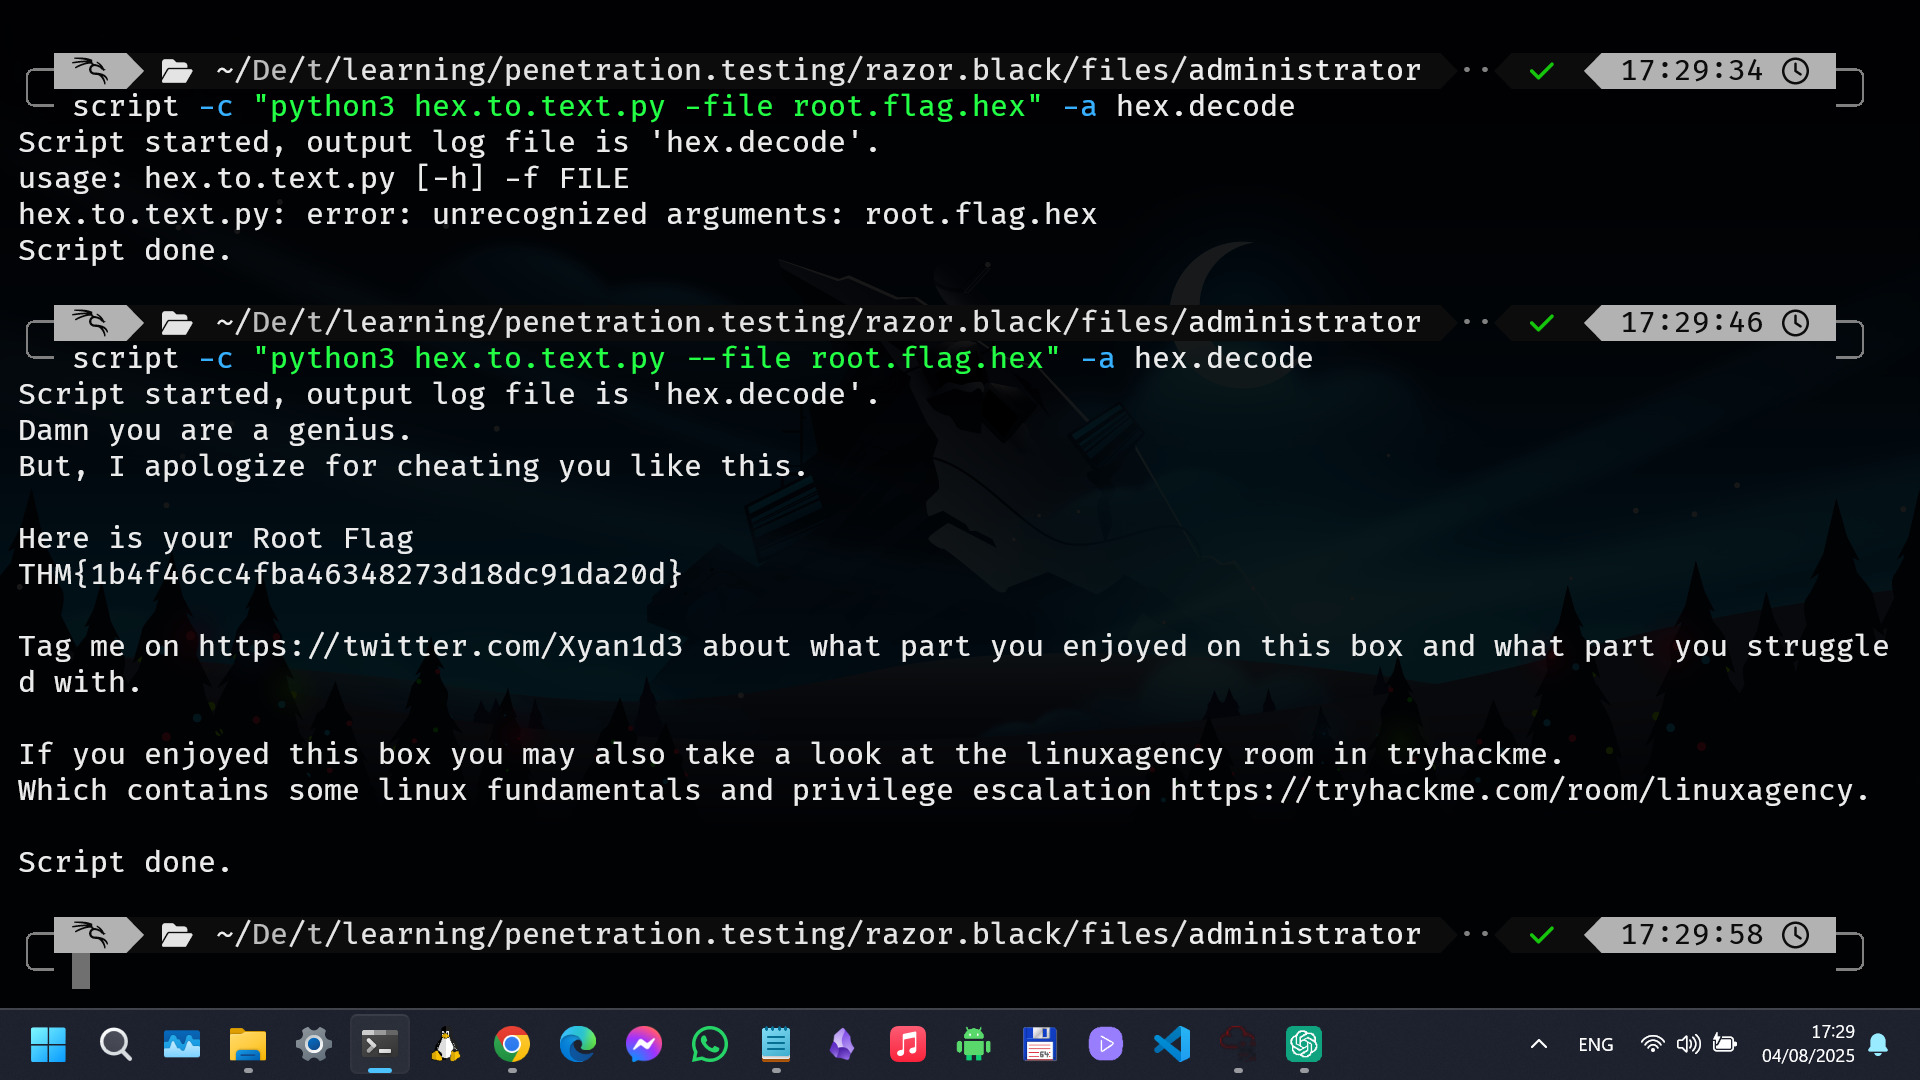 ~/De/t/learning/penetration.testing/razor.black/files/administrator ·· ✓ 17:29:34
script -c "python3 hex.to.text.py -file root.flag.hex" -a hex.decode
Script started, output log file is 'hex.decode'.
usage: hex.to.text.py [-h] -f FILE
hex.to.text.py: error: unrecognized arguments: root.flag.hex
Script done.
~/De/t/learning/penetration.testing/razor.black/files/administrator ·· ✓ 17:29:46
script -c "python3 hex.to.text.py --file root.flag.hex" -a hex.decode
Script started, output log file is 'hex.decode'.
Damn you are a genius.
But, I apologize for cheating you like this.
Here is your Root Flag
THM{1b4f46cc4fba46348273d18dc91da20d}
Tag me on https://twitter.com/Xyan1d3 about what part you enjoyed on this box and what part you struggle
d with.
If you enjoyed this box you may also take a look at the linuxagency room in tryhackme.
Which contains some linux fundamentals and privilege escalation https://tryhackme.com/room/linuxagency.
Script done.
~/De/t/learning/penetration.testing/razor.black/files/administrator ·· ✓ 17:29:58
64
ENG
17:29
04/08/2025